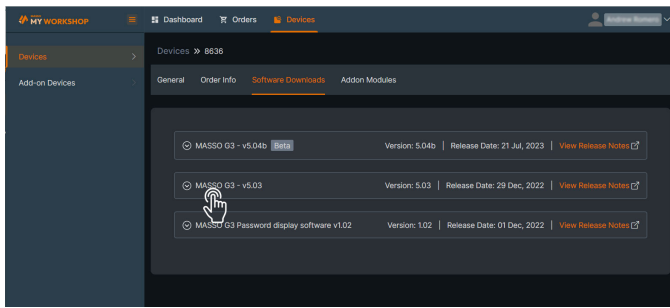 MY WORKSHOP
Dashboard Orders Devices
Devices
Add-on Devices
Devices » 8636
General Order Info Software Downloads Addon Modules
MASSO G3 - v5.04b Beta Version: 5.04b | Release Date: 21 Jul, 2023 | View Release Notes
MASSO G3 - v5.03 Version: 5.03 | Release Date: 29 Dec, 2022 | View Release Notes
MASSO G3 Password display software v1.02 Version: 1.02 | Release Date: 01 Dec, 2022 | View Release Notes